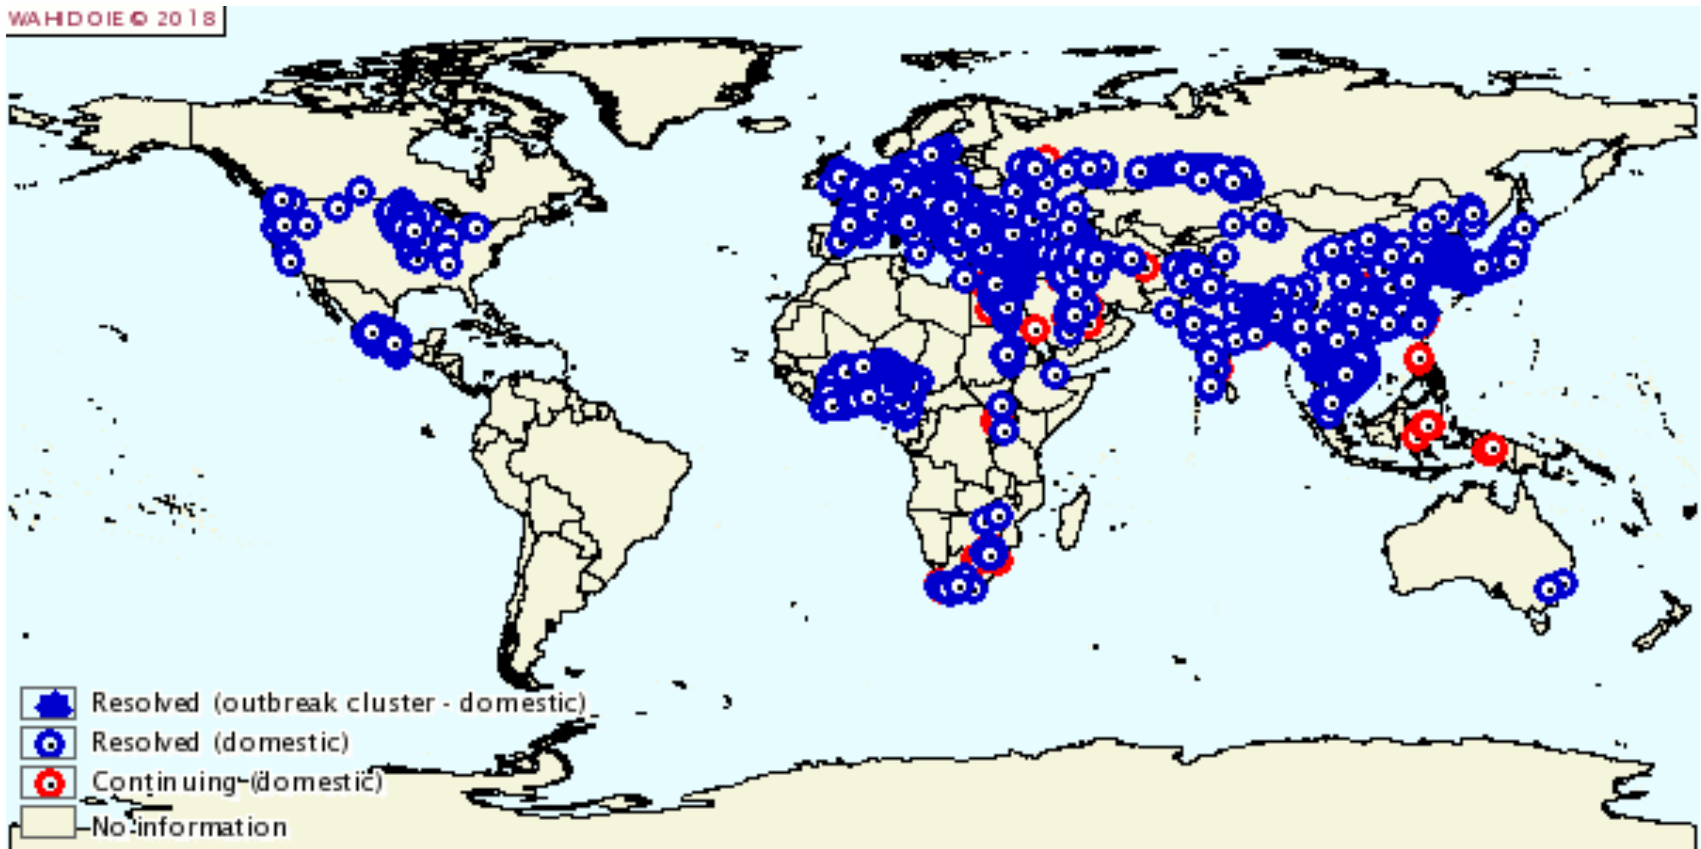 WAHID OIE © 2018
Resolved (outbreak cluster - domestic)
Resolved (domestic)
Continuing (domestic)
No information